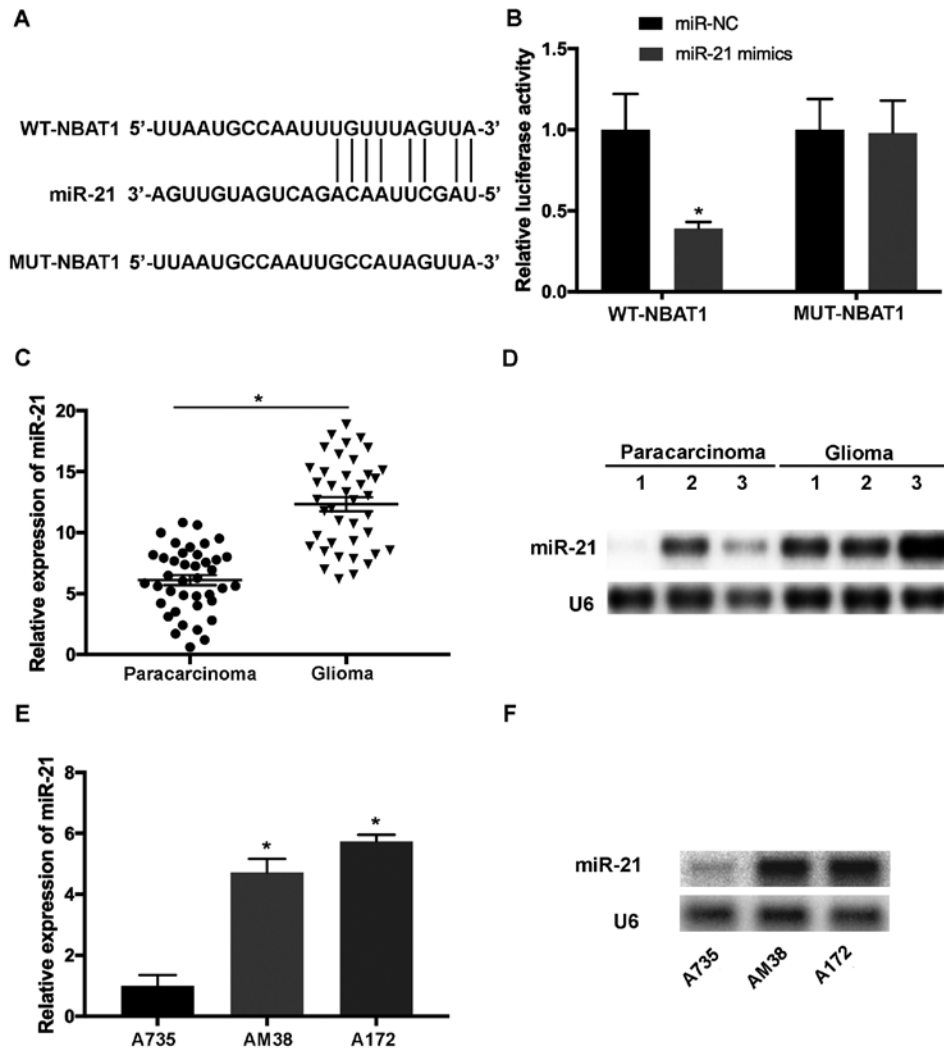 A
WT-NBAT1 5’-UUAAUGCCAAUUUGUUUAGUUA-3’
miR-21 3’-AGUUGUAGUCAGACAAUUCGAU-5’
MUT-NBAT1 5’-UUAAUGCCAAUUGCCAUAGUUA-3’
B
miR-NC
miR-21 mimics
Relative luciferase activity
1.5
1.0
0.5
0.0
*
WT-NBAT1 MUT-NBAT1
C
Relative expression of miR-21
20
15
10
5
0
*
Paracarcinoma Glioma
D
Paracarcinoma Glioma
1 2 3 1 2 3
miR-21
U6
E
Relative expression of miR-21
8
6
4
2
0
* *
A735 AM38 A172
F
miR-21
U6
A735 AM38 A172